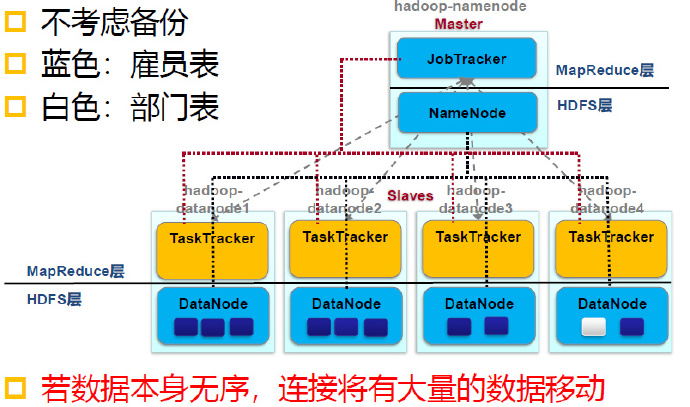 不考虑备份
蓝色：雇员表
白色：部门表
hadoop-namenode
Master
JobTracker
MapReduce层
NameNode
HDFS层
Slaves
hadoop-datanode1
hadoop-datanode2
hadoop-datanode3
hadoop-datanode4
TaskTracker
TaskTracker
TaskTracker
TaskTracker
MapReduce层
HDFS层
DataNode
DataNode
DataNode
DataNode
若数据本身无序，连接将有大量的数据移动